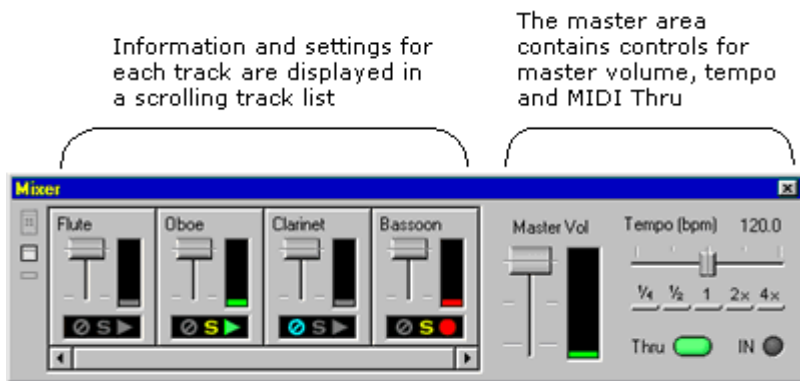 Information and settings for
each track are displayed in
a scrolling track list
The master area
contains controls for
master volume, tempo
and MIDI Thru
Mixer
Flute
Oboe
Clarinet
Bassoon
S
S
S
S
Master Vol
Tempo (bpm) 120.0
1/4 1/2 1 2x 4x
Thru IN